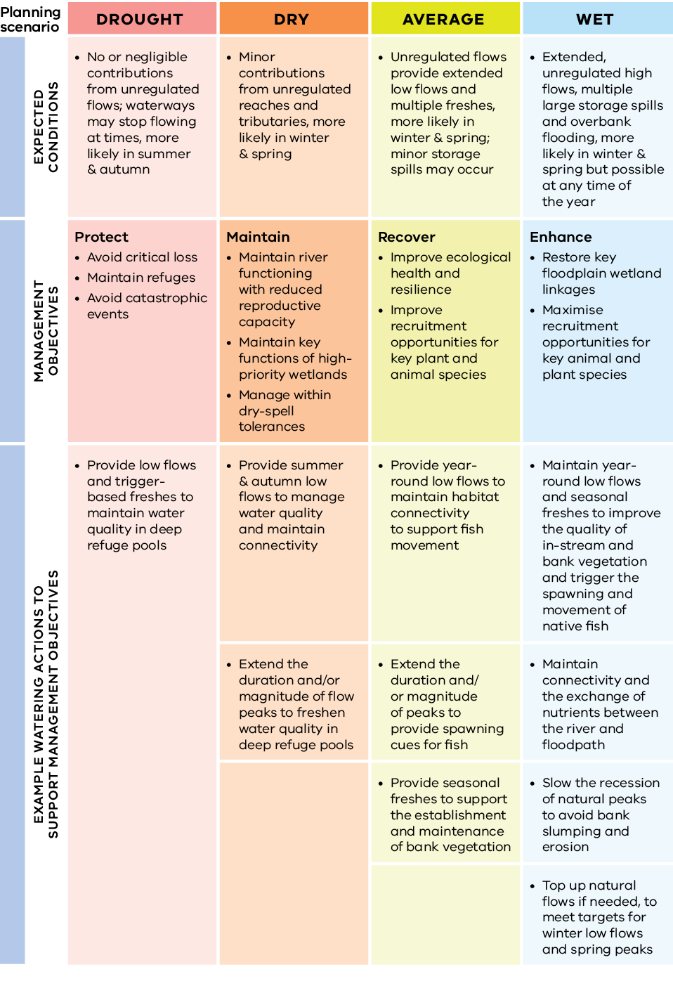 Planning
scenario
DROUGHT
DRY
AVERAGE
WET
EXPECTED
CONDITIONS
• No or negligible
contributions
from unregulated
flows; waterways
may stop flowing
at times, more
likely in summer
& autumn
• Minor
contributions
from unregulated
reaches and
tributaries, more
likely in winter
& spring
• Unregulated flows
provide extended
low flows and
multiple freshes,
more likely in
winter & spring;
minor storage
spills may occur
• Extended,
unregulated high
flows, multiple
large storage spills
and overbank
flooding, more
likely in winter &
spring but possible
at any time of
the year
MANAGEMENT
OBJECTIVES
Protect
• Avoid critical loss
• Maintain refuges
• Avoid catastrophic
events
Maintain
• Maintain river
functioning
with reduced
reproductive
capacity
• Maintain key
functions of high-
priority wetlands
• Manage within
dry-spell
tolerances
Recover
• Improve ecological
health and
resilience
• Improve
recruitment
opportunities for
key plant and
animal species
Enhance
• Restore key
floodplain wetland
linkages
• Maximise
recruitment
opportunities for
key animal and
plant species
EXAMPLE WATERING ACTIONS TO
SUPPORT MANAGEMENT OBJECTIVES
• Provide low flows
and trigger-
based freshes to
maintain water
quality in deep
refuge pools
• Provide summer
& autumn low
flows to manage
water quality
and maintain
connectivity
• Provide year-
round low flows to
maintain habitat
connectivity
to support fish
movement
• Maintain year-
round low flows
and seasonal
freshes to improve
the quality of
in-stream and
bank vegetation
and trigger the
spawning and
movement of
native fish
• Extend the
duration and/or
magnitude of flow
peaks to freshen
water quality in
deep refuge pools
• Extend the
duration and/
or magnitude
of peaks to
provide spawning
cues for fish
• Maintain
connectivity and
the exchange of
nutrients between
the river and
floodpath
• Provide seasonal
freshes to support
the establishment
and maintenance
of bank vegetation
• Slow the recession
of natural peaks
to avoid bank
slumping and
erosion
• Top up natural
flows if needed, to
meet targets for
winter low flows
and spring peaks